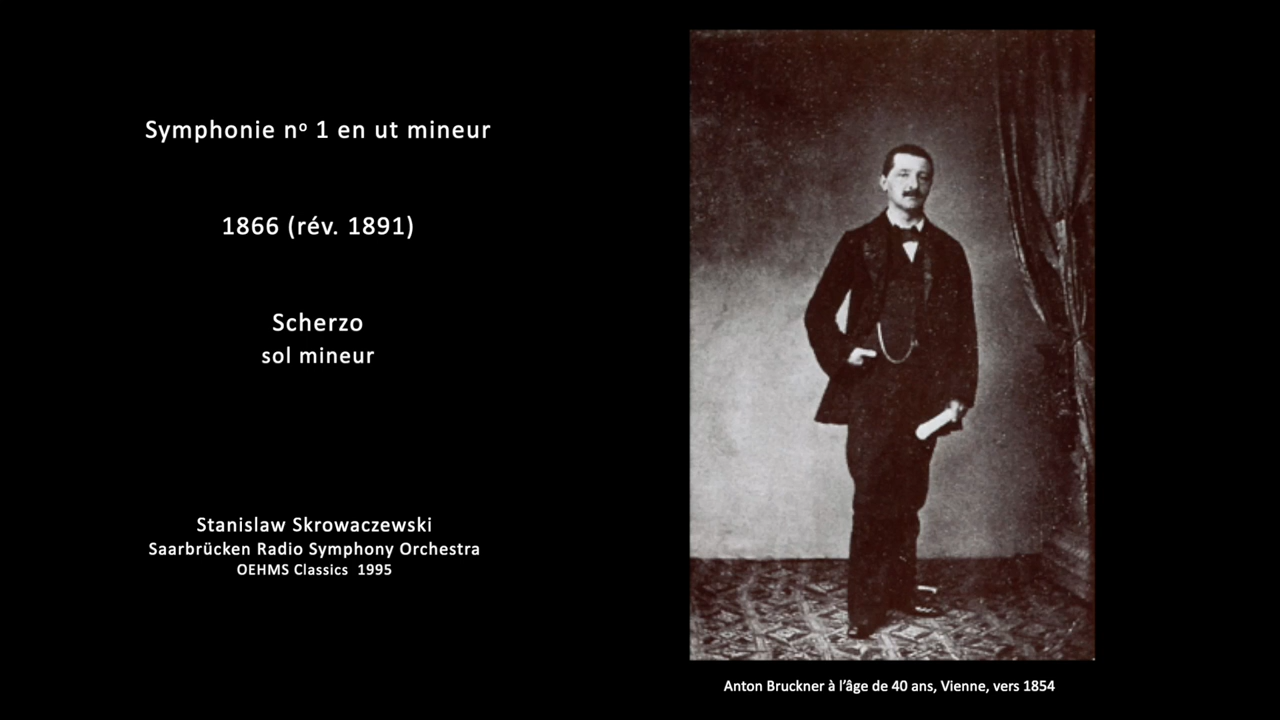 Symphonie nº 1 en ut mineur
1866 (rév. 1891)
Scherzo
sol mineur
Stanislaw Skrowaczewski
Saarbrücken Radio Symphony Orchestra
OEHMS Classics 1995
Anton Bruckner à l’âge de 40 ans, Vienne, vers 1854